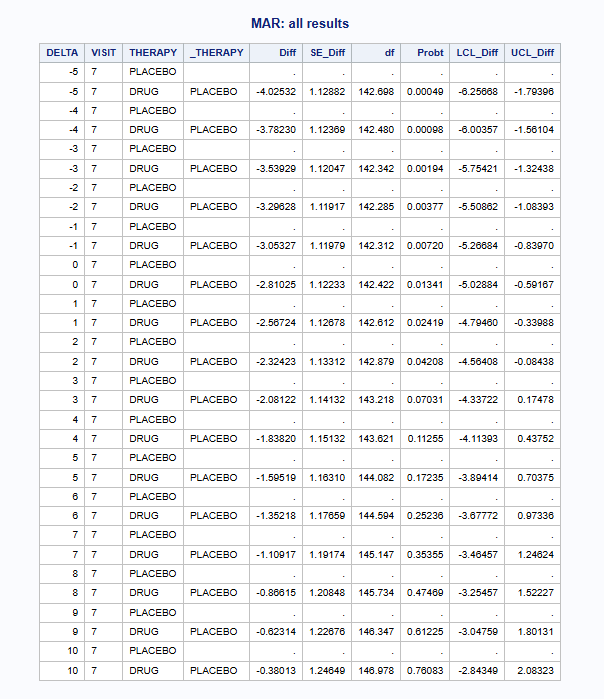 MAR: all results
DELTA VISIT THERAPY _THERAPY Diff SE_Diff df Probt LCL_Diff UCL_Diff
-5 7 PLACEBO . . . . . .
-5 7 DRUG PLACEBO -4.02532 1.12882 142.698 0.00049 -6.25668 -1.79396
-4 7 PLACEBO . . . . . .
-4 7 DRUG PLACEBO -3.78230 1.12369 142.480 0.00098 -6.00357 -1.56104
-3 7 PLACEBO . . . . . .
-3 7 DRUG PLACEBO -3.53929 1.12047 142.342 0.00194 -5.75421 -1.32438
-2 7 PLACEBO . . . . . .
-2 7 DRUG PLACEBO -3.29628 1.11917 142.285 0.00377 -5.50862 -1.08393
-1 7 PLACEBO . . . . . .
-1 7 DRUG PLACEBO -3.05327 1.11979 142.312 0.00720 -5.26684 -0.83970
0 7 PLACEBO . . . . . .
0 7 DRUG PLACEBO -2.81025 1.12233 142.422 0.01341 -5.02884 -0.59167
1 7 PLACEBO . . . . . .
1 7 DRUG PLACEBO -2.56724 1.12678 142.612 0.02419 -4.79460 -0.33988
2 7 PLACEBO . . . . . .
2 7 DRUG PLACEBO -2.32423 1.13312 142.879 0.04208 -4.56408 -0.08438
3 7 PLACEBO . . . . . .
3 7 DRUG PLACEBO -2.08122 1.14132 143.218 0.07031 -4.33722 0.17478
4 7 PLACEBO . . . . . .
4 7 DRUG PLACEBO -1.83820 1.15132 143.621 0.11255 -4.11393 0.43752
5 7 PLACEBO . . . . . .
5 7 DRUG PLACEBO -1.59519 1.16310 144.082 0.17235 -3.89414 0.70375
6 7 PLACEBO . . . . . .
6 7 DRUG PLACEBO -1.35218 1.17659 144.594 0.25236 -3.67772 0.97336
7 7 PLACEBO . . . . . .
7 7 DRUG PLACEBO -1.10917 1.19174 145.147 0.35355 -3.46457 1.24624
8 7 PLACEBO . . . . . .
8 7 DRUG PLACEBO -0.86615 1.20848 145.734 0.47469 -3.25457 1.52227
9 7 PLACEBO . . . . . .
9 7 DRUG PLACEBO -0.62314 1.22676 146.347 0.61225 -3.04759 1.80131
10 7 PLACEBO . . . . . .
10 7 DRUG PLACEBO -0.38013 1.24649 146.978 0.76083 -2.84349 2.08323